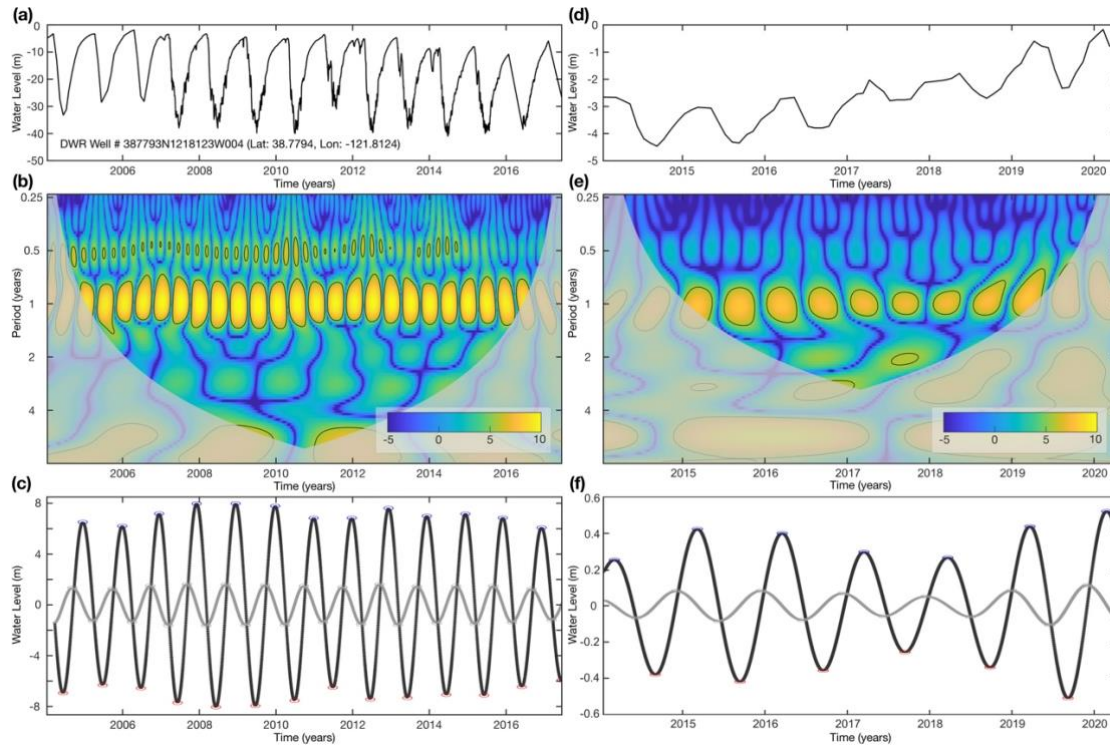 (a)
Water Level (m)
0
-10
-20
-30
-40
-50
DWR Well # 387793N1218123W004 (Lat: 38.7794, Lon: -121.8124)
2006 2008 2010 2012 2014 2016
Time (years)
(d)
Water Level (m)
0
-1
-2
-3
-4
-5
2015 2016 2017 2018 2019 2020
Time (years)
(b)
Period (years)
0.25
0.5
1
2
4
-5 0 5 10
2006 2008 2010 2012 2014 2016
Time (years)
(e)
Period (years)
0.25
0.5
1
2
4
-5 0 5 10
2015 2016 2017 2018 2019 2020
Time (years)
(c)
Water Level (m)
8
4
0
-4
-8
2006 2008 2010 2012 2014 2016
Time (years)
(f)
Water Level (m)
0.6
0.4
0.2
0
-0.2
-0.4
-0.6
2015 2016 2017 2018 2019 2020
Time (years)